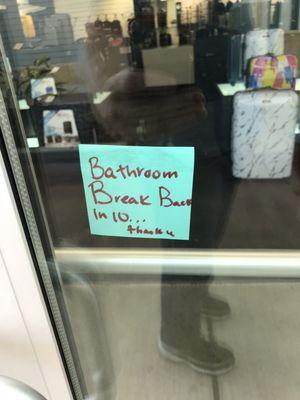 Bathroom
Break Back
In 10...
thank u